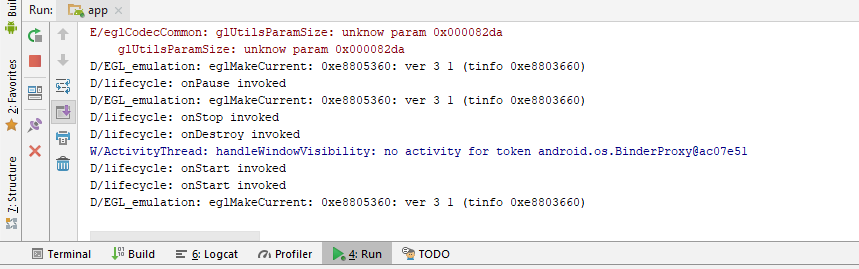 Run: app
E/eglCodecCommon: glUtilsParamSize: unknow param 0x000082da
glUtilsParamSize: unknow param 0x000082da
D/EGL_emulation: eglMakeCurrent: 0xe8805360: ver 3 1 (tinfo 0xe8803660)
D/lifecycle: onPause invoked
D/EGL_emulation: eglMakeCurrent: 0xe8805360: ver 3 1 (tinfo 0xe8803660)
D/lifecycle: onStop invoked
D/lifecycle: onDestroy invoked
W/ActivityThread: handleWindowVisibility: no activity for token android.os.BinderProxy@ac07e51
D/lifecycle: onStart invoked
D/lifecycle: onStart invoked
D/EGL_emulation: eglMakeCurrent: 0xe8805360: ver 3 1 (tinfo 0xe8803660)
2: Favorites
7: Structure
Terminal Build 6: Logcat Profiler 4: Run TODO